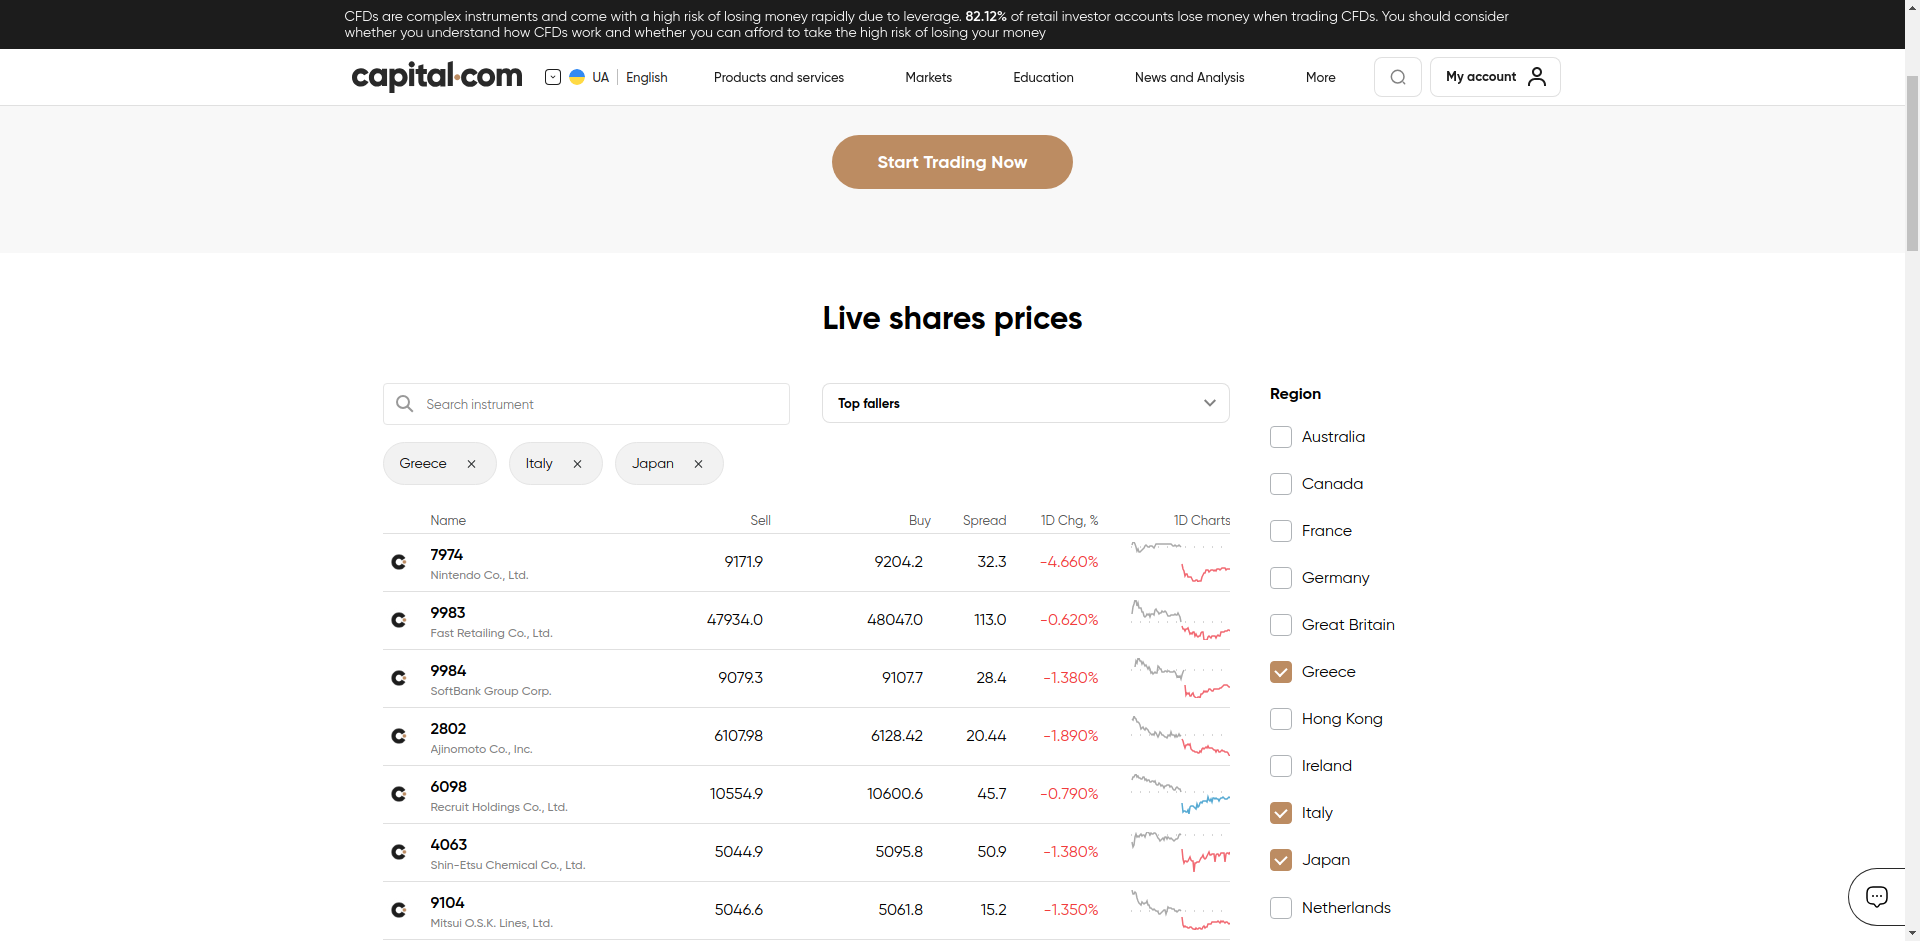 CFDs are complex instruments and come with a high risk of losing money rapidly due to leverage. 82.12% of retail investor accounts lose money when trading CFDs. You should consider
whether you understand how CFDs work and whether you can afford to take the high risk of losing your money
capital.com UA English Products and services Markets Education News and Analysis More My account
Start Trading Now
Live shares prices
Search instrument
Top fallers
Greece Italy Japan
Name Sell Buy Spread 1D Chg, % 1D Charts
7974 9171.9 9204.2 32.3 -4.660%
Nintendo Co., Ltd.
9983 47934.0 48047.0 113.0 -0.620%
Fast Retailing Co., Ltd.
9984 9079.3 9107.7 28.4 -1.380%
SoftBank Group Corp.
2802 6107.98 6128.42 20.44 -1.890%
Ajinomoto Co., Inc.
6098 10554.9 10600.6 45.7 -0.790%
Recruit Holdings Co., Ltd.
4063 5044.9 5095.8 50.9 -1.380%
Shin-Etsu Chemical Co., Ltd.
9104 5046.6 5061.8 15.2 -1.350%
Mitsui O.S.K. Lines, Ltd.
Region
Australia
Canada
France
Germany
Great Britain
Greece
Hong Kong
Ireland
Italy
Japan
Netherlands